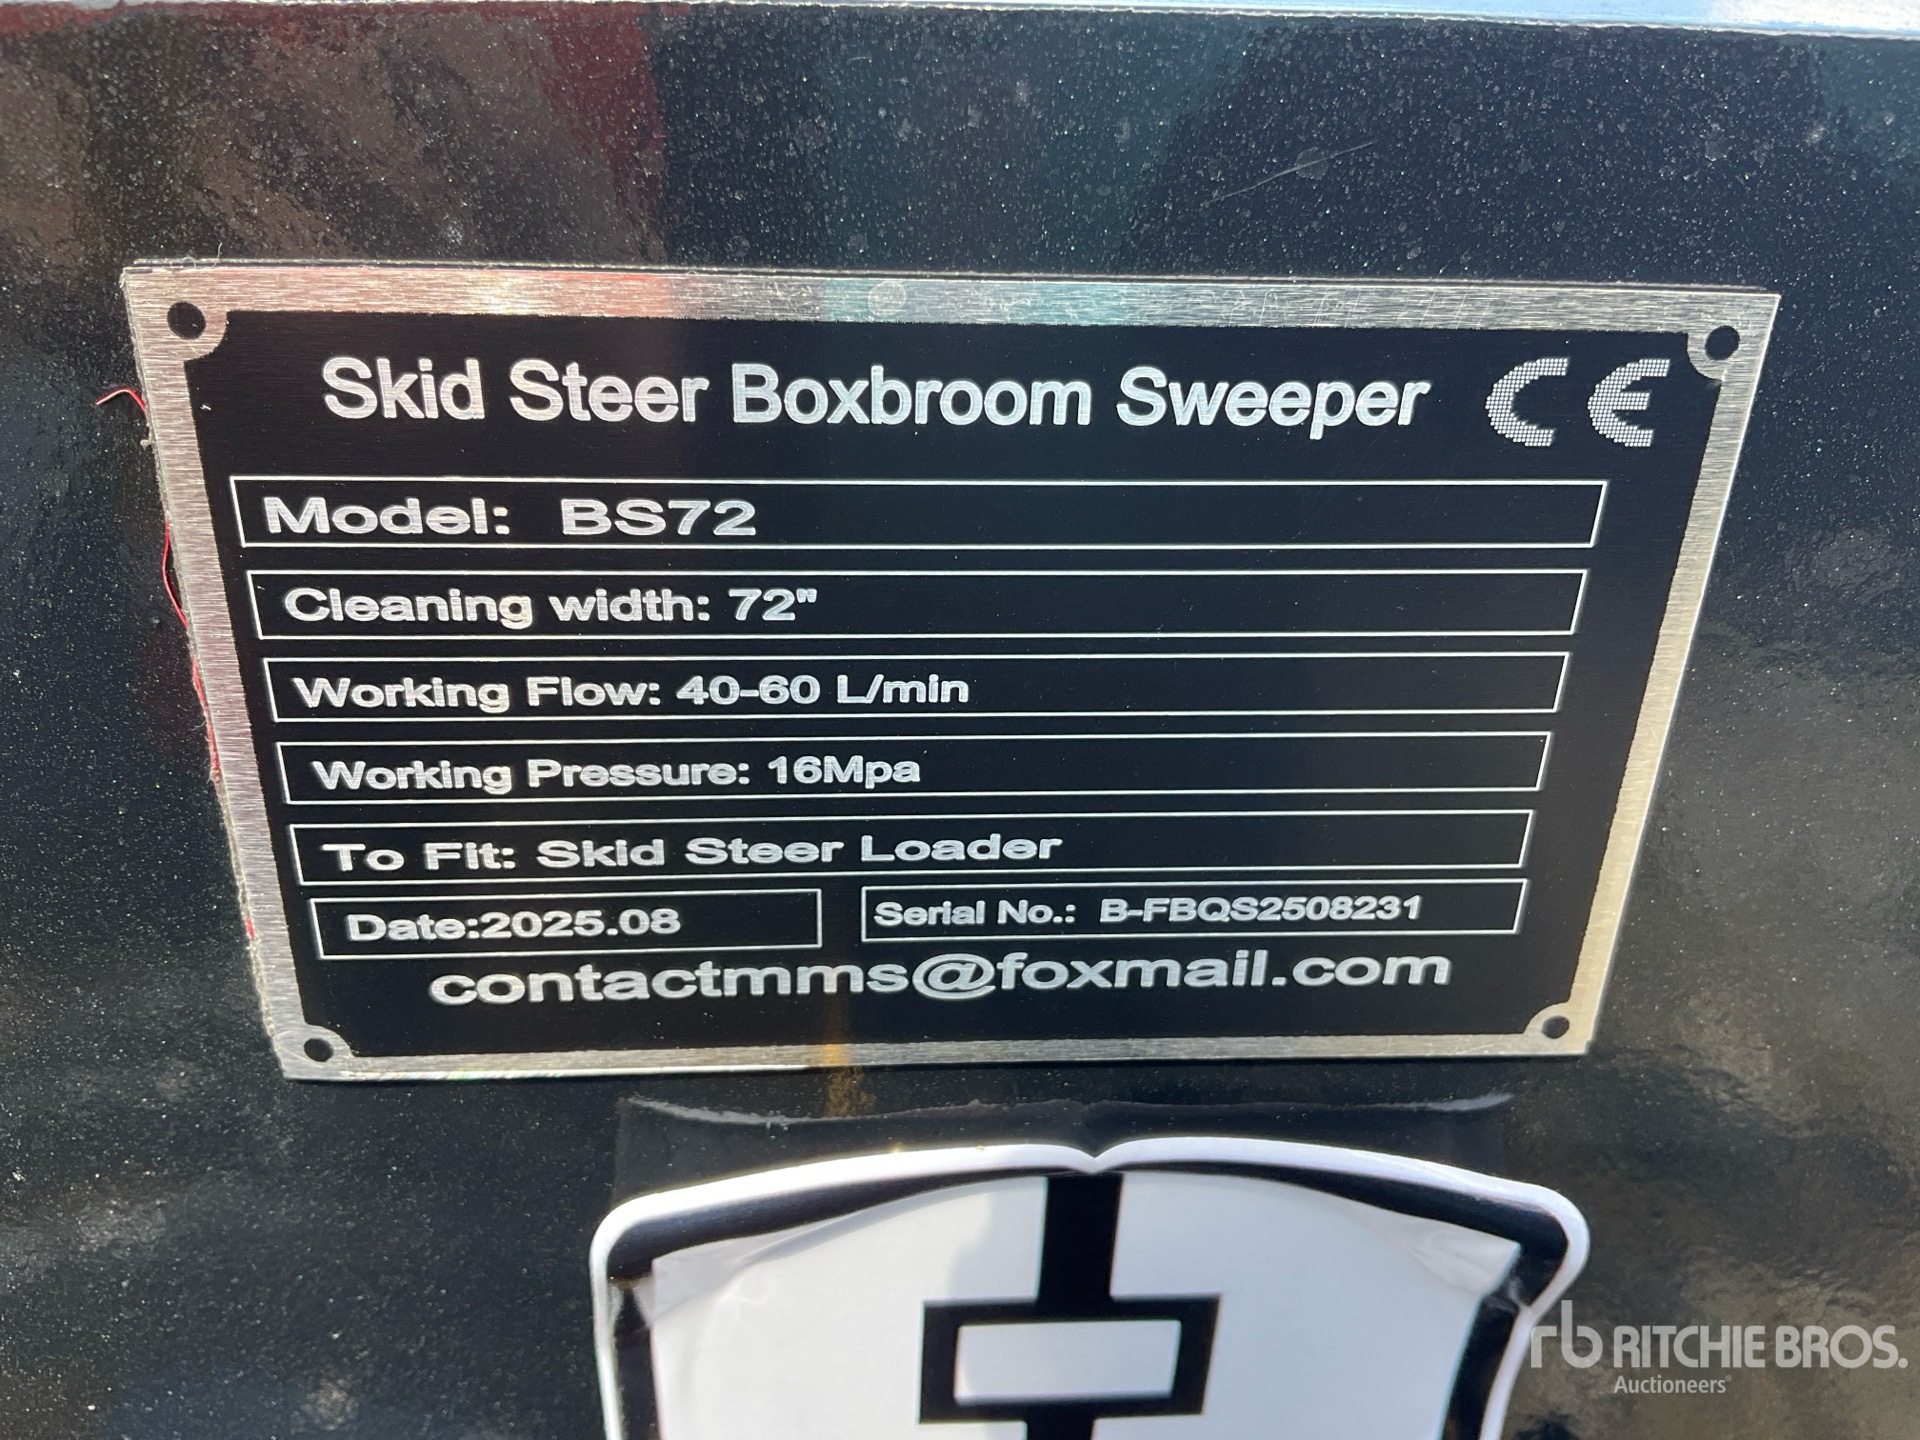 Skid Steer Boxbroom Sweeper CE
Model: BS72
Cleaning width: 72"
Working Flow: 40-60 L/min
Working Pressure: 16Mpa
To Fit: Skid Steer Loader
Date:2025.08 Serial No.: B-FBQS2508231
contactmms@foxmail.com
rb RITCHIE BROS.
Auctioneers